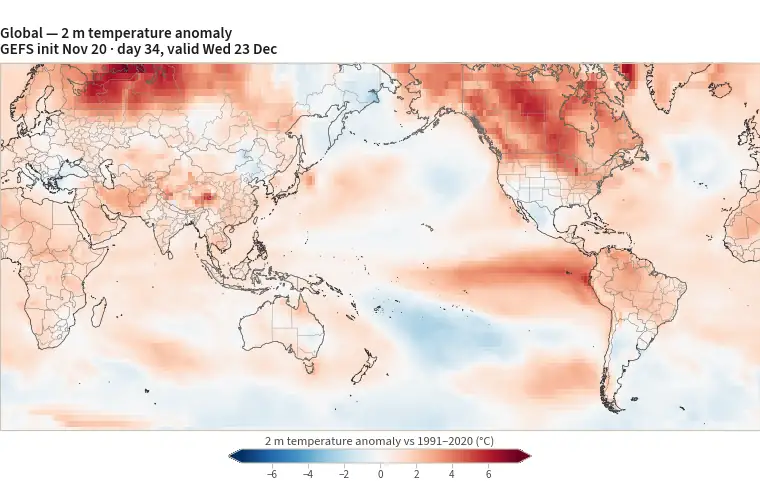 Global — 2 m temperature anomaly
GEFS init Nov 20 · day 34, valid Wed 23 Dec
2 m temperature anomaly vs 1991–2020 (°C)
−6 −4 −2 0 2 4 6